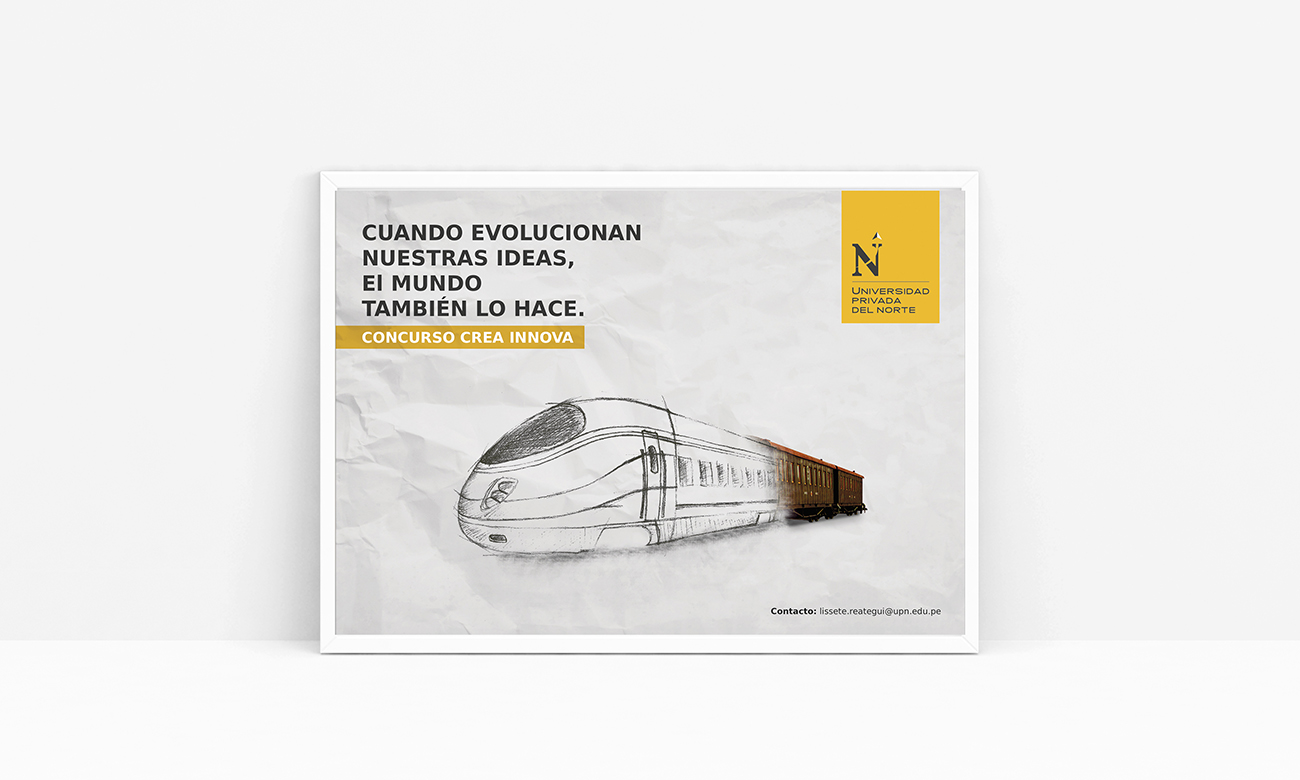 CUANDO EVOLUCIONAN
NUESTRAS IDEAS,
El MUNDO
TAMBIÉN LO HACE.
CONCURSO CREA INNOVA
N
UNIVERSIDAD
PRIVADA
DEL NORTE
Contacto: lissete.reategui@upn.edu.pe